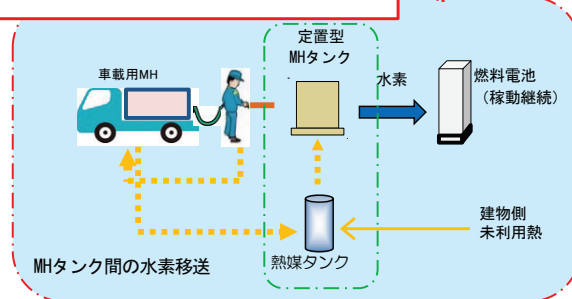 定置型
MHタンク
車載用MH
水素
燃料電池
（稼動継続）
建物側
未利用熱
熱媒タンク
MHタンク間の水素移送